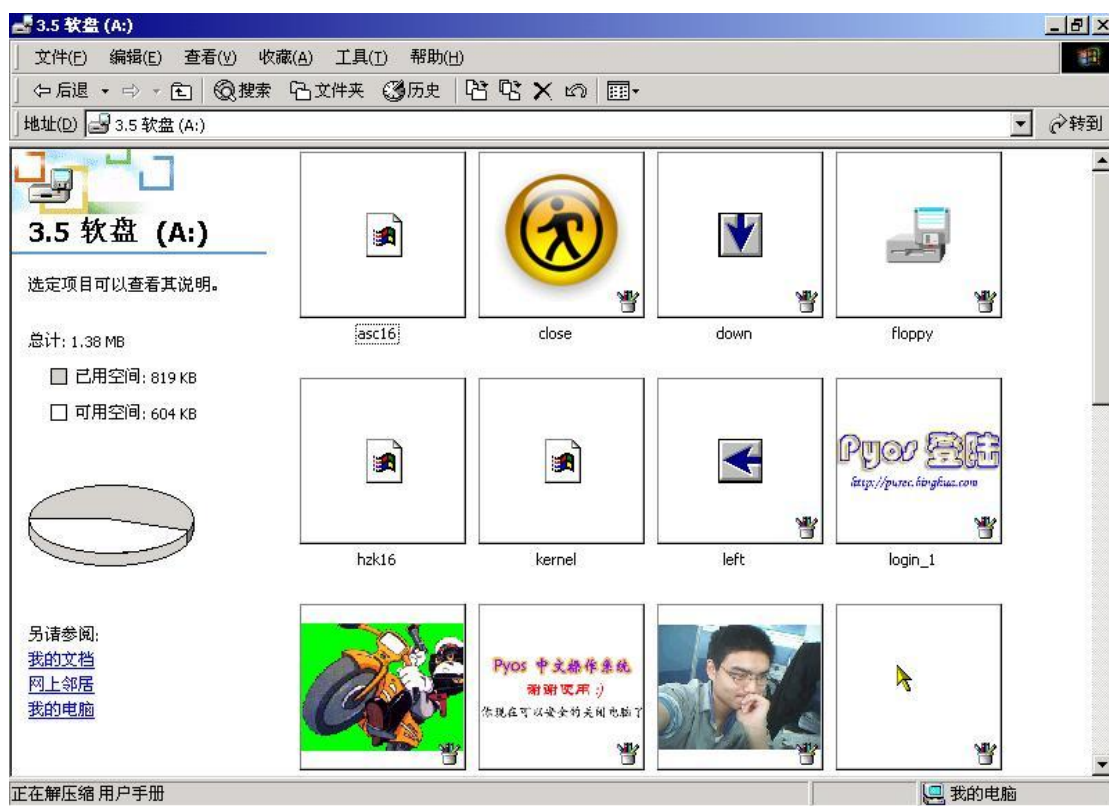 3.5 软盘 (A:)
文件(F) 编辑(E) 查看(V) 收藏(A) 工具(T) 帮助(H)
后退 搜索 文件夹 历史
地址(D) 3.5 软盘 (A:) 转到
3.5 软盘 (A:)
选定项目可以查看其说明。
总计: 1.38 MB
已用空间: 819 KB
可用空间: 604 KB
另请参阅:
我的文档
网上邻居
我的电脑
asc16 close down floppy
Pyos 登陆
http://purec.binghua.com
hzk16 kernel left login_1
Pyos 中文操作系统
谢谢使用 :)
你现在可以安全的关闭电脑了
正在解压缩 用户手册 我的电脑